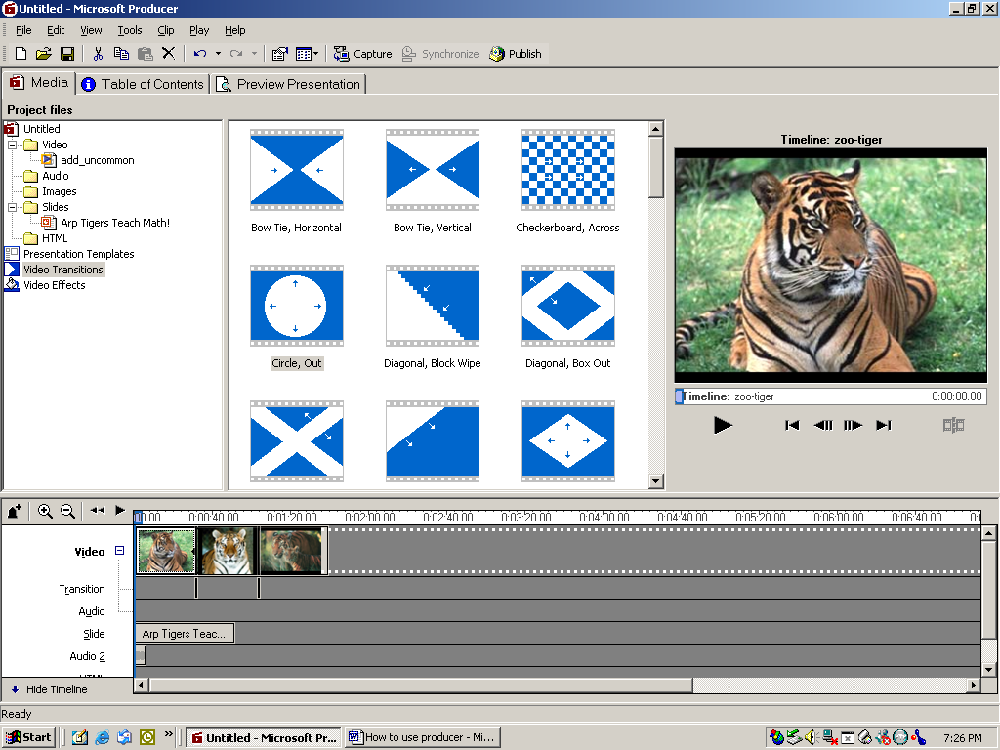 Untitled - Microsoft Producer
File Edit View Tools Clip Play Help
Capture Synchronize Publish
Media Table of Contents Preview Presentation
Project files
Untitled
Video
add_uncommon
Audio
Images
Slides
Arp Tigers Teach Math!
HTML
Presentation Templates
Video Transitions
Video Effects
Bow Tie, Horizontal Bow Tie, Vertical Checkerboard, Across
Circle, Out Diagonal, Block Wipe Diagonal, Box Out
Timeline: zoo-tiger
Timeline: zoo-tiger 0:00:00.00
00.00 0:00:40.00 0:01:20.00 0:02:00.00 0:02:40.00 0:03:20.00 0:04:00.00 0:04:40.00 0:05:20.00 0:06:00.00 0:06:40.00
Video
Transition
Audio
Slide Arp Tigers Teac...
Audio 2
Hide Timeline
Ready
Start » Untitled - Microsoft Pr... How to use producer - Mi... 7:26 PM